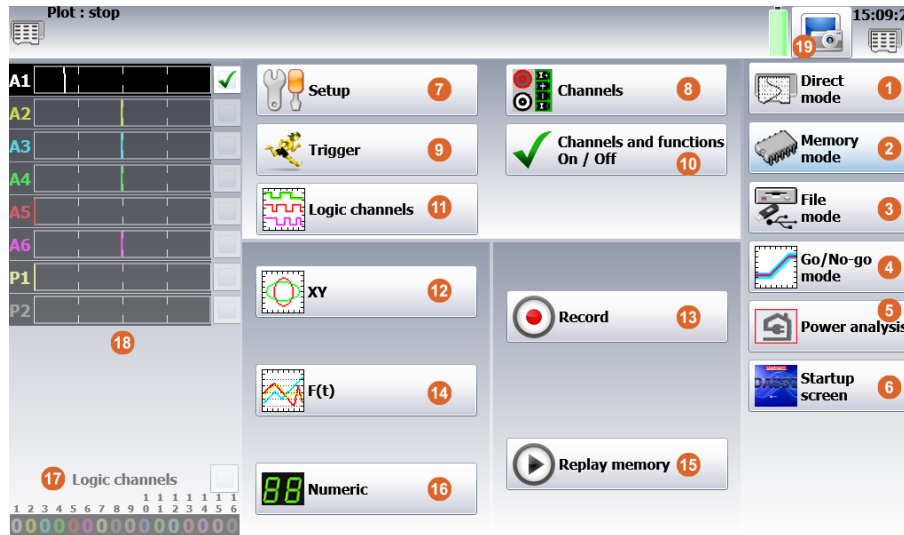 Plot : stop
15:09:2
19
A1
A2
A3
A4
A5
A6
P1
P2
18
17 Logic channels
1 1 1 1 1 1 1
1 2 3 4 5 6 7 8 9 0 1 2 3 4 5 6
0 0 0 0 0 0 0 0 0 0 0 0 0 0 0 0
Setup 7
Trigger 9
Logic channels 11
Channels 8
Channels and functions
On / Off 10
XY 12
F(t) 14
88 Numeric 16
Record 13
Replay memory 15
Direct
mode 1
Memory
mode 2
File
mode 3
Go/No-go
mode 4
5
Power analysis
Startup
screen 6